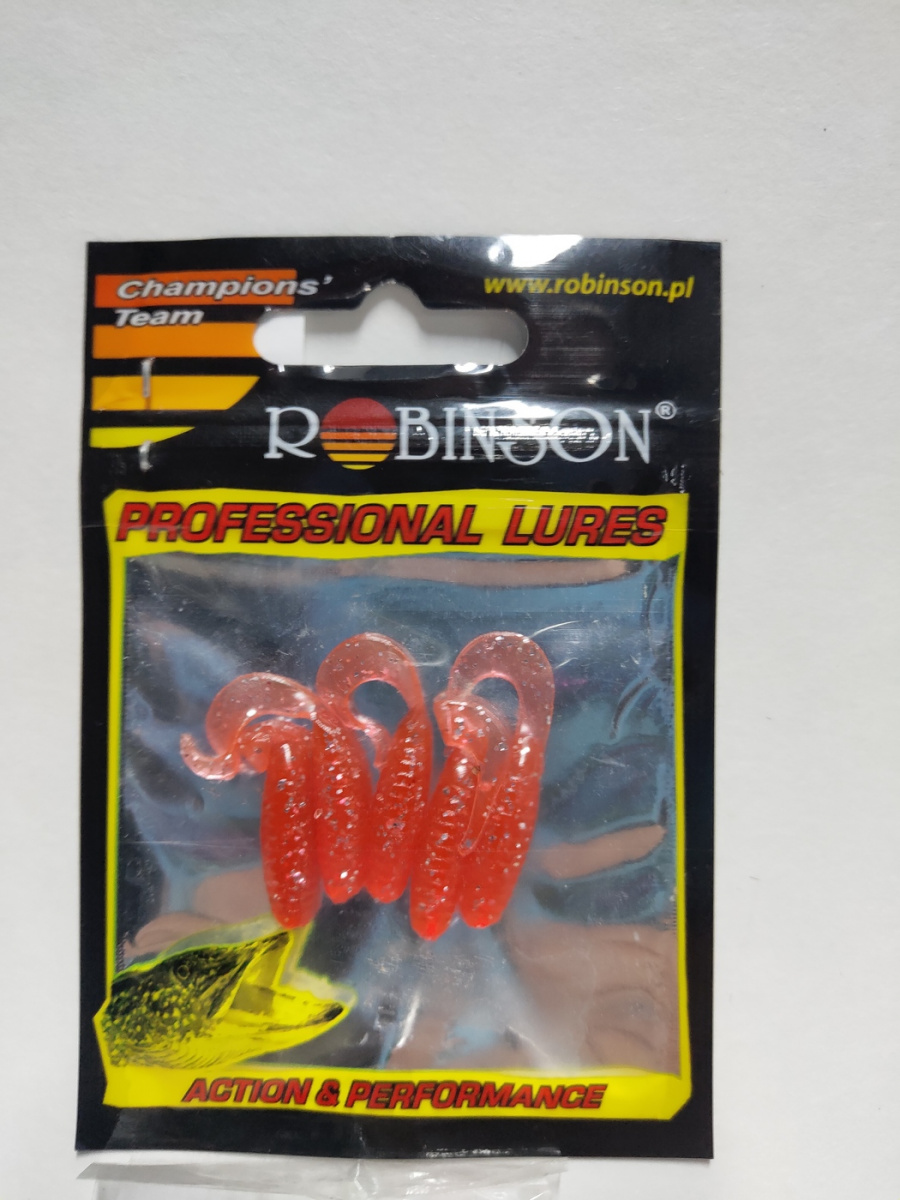 Champions'
Team
www.robinson.pl
ROBINSON®
PROFESSIONAL LURES
ACTION & PERFORMANCE